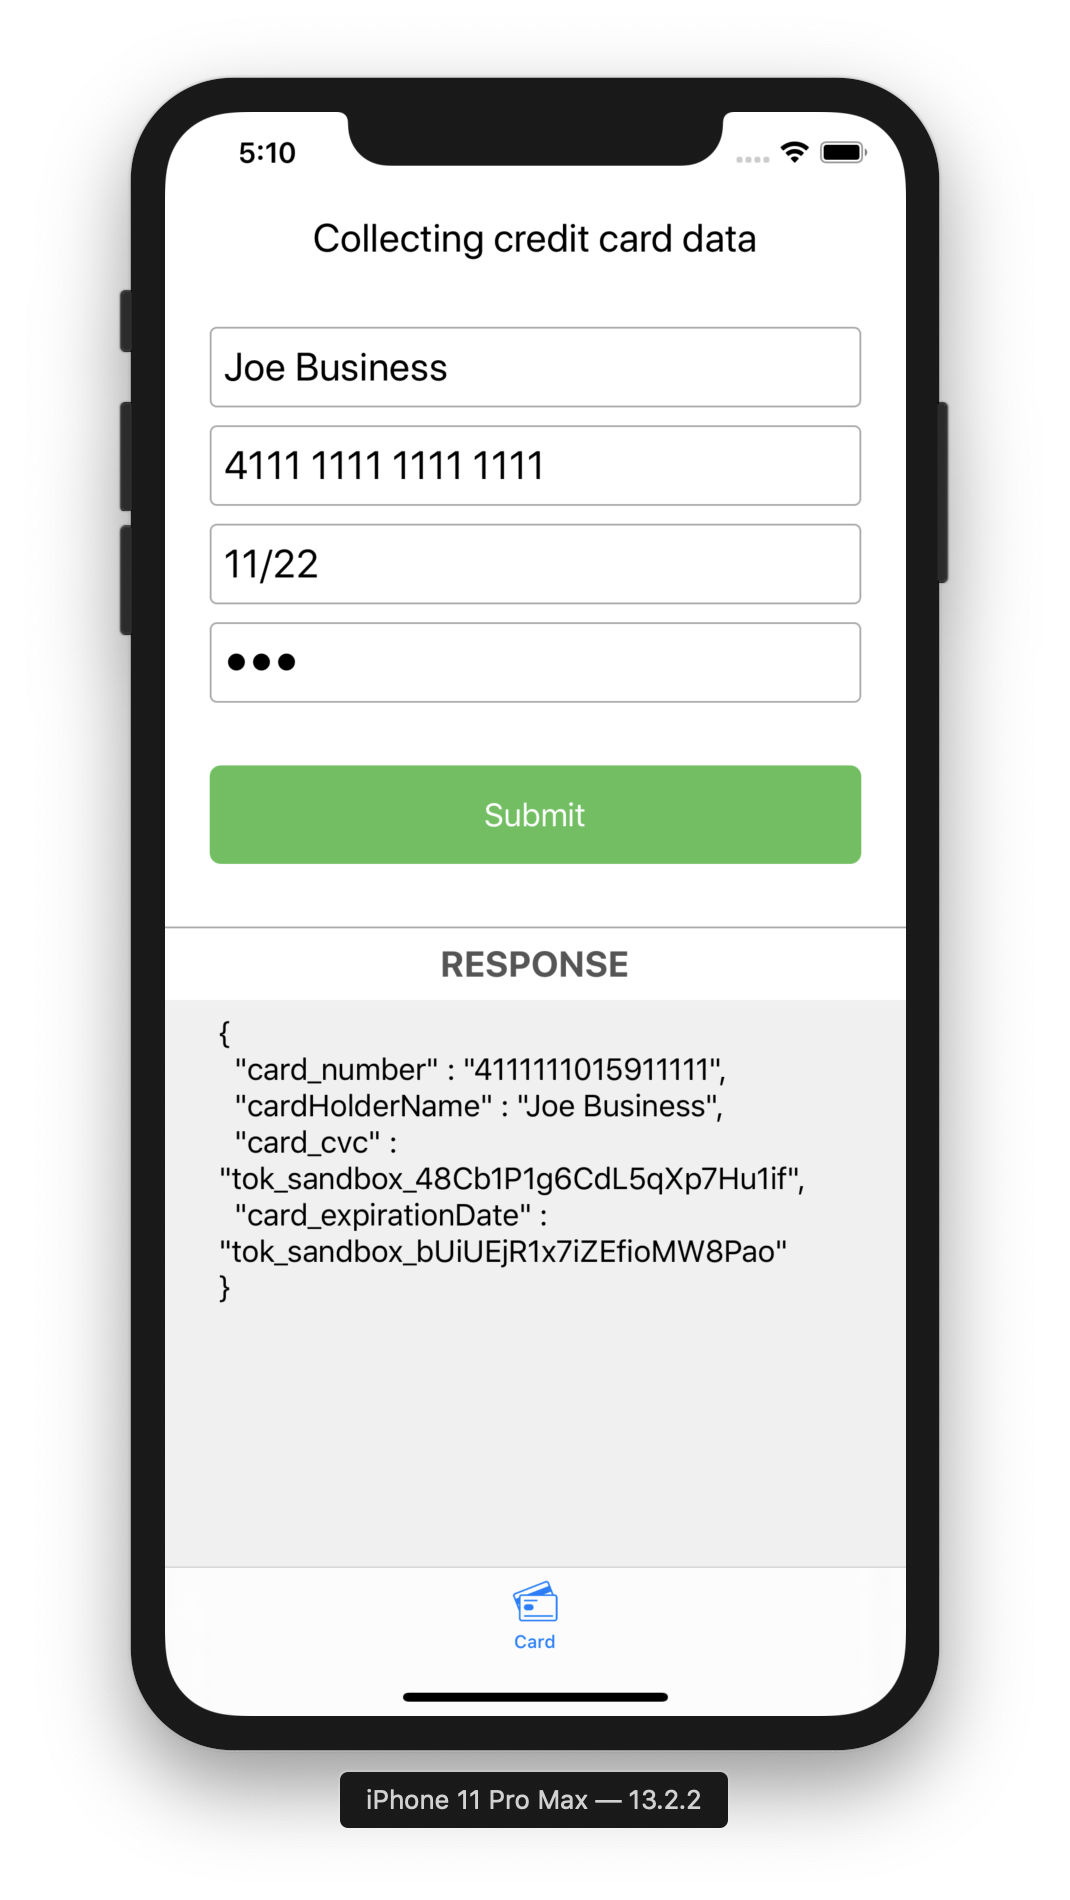 5:10
Collecting credit card data
Joe Business
4111 1111 1111 1111
11/22
•••
Submit
RESPONSE
{
"card_number" : "4111111015911111",
"cardHolderName" : "Joe Business",
"card_cvc" :
"tok_sandbox_48Cb1P1g6CdL5qXp7Hu1if",
"card_expirationDate" :
"tok_sandbox_bUiUEjR1x7iZEfioMW8Pao"
}
Card
iPhone 11 Pro Max — 13.2.2